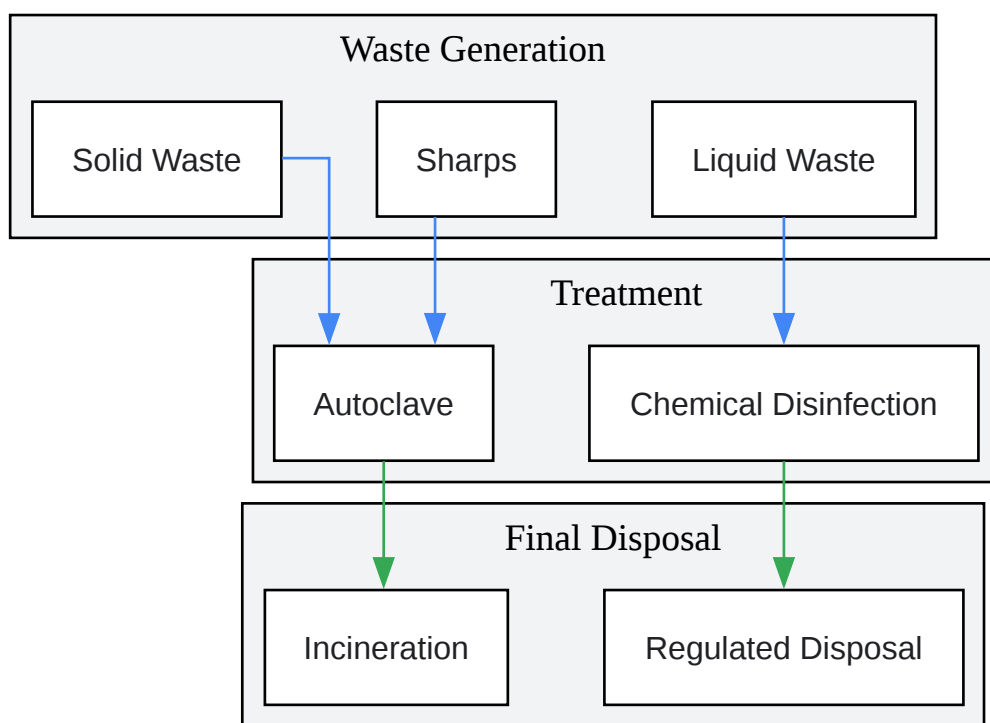 Waste Generation
Solid Waste
Sharps
Liquid Waste
Treatment
Autoclave
Chemical Disinfection
Final Disposal
Incineration
Regulated Disposal